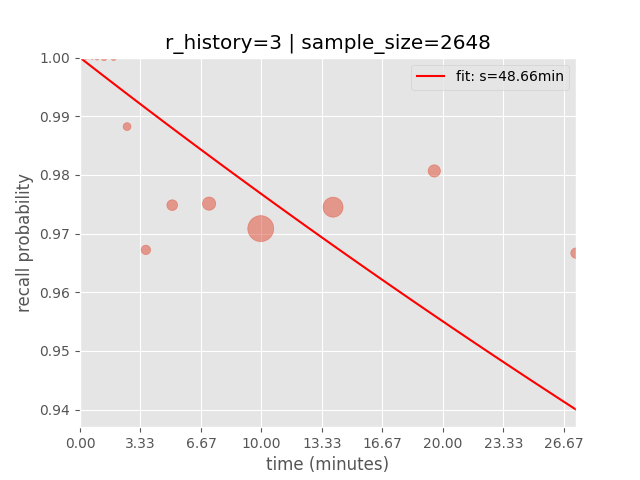 r_history=3 | sample_size=2648
fit: s=48.66min
recall probability
1.00
0.99
0.98
0.97
0.96
0.95
0.94
0.00 3.33 6.67 10.00 13.33 16.67 20.00 23.33 26.67
time (minutes)